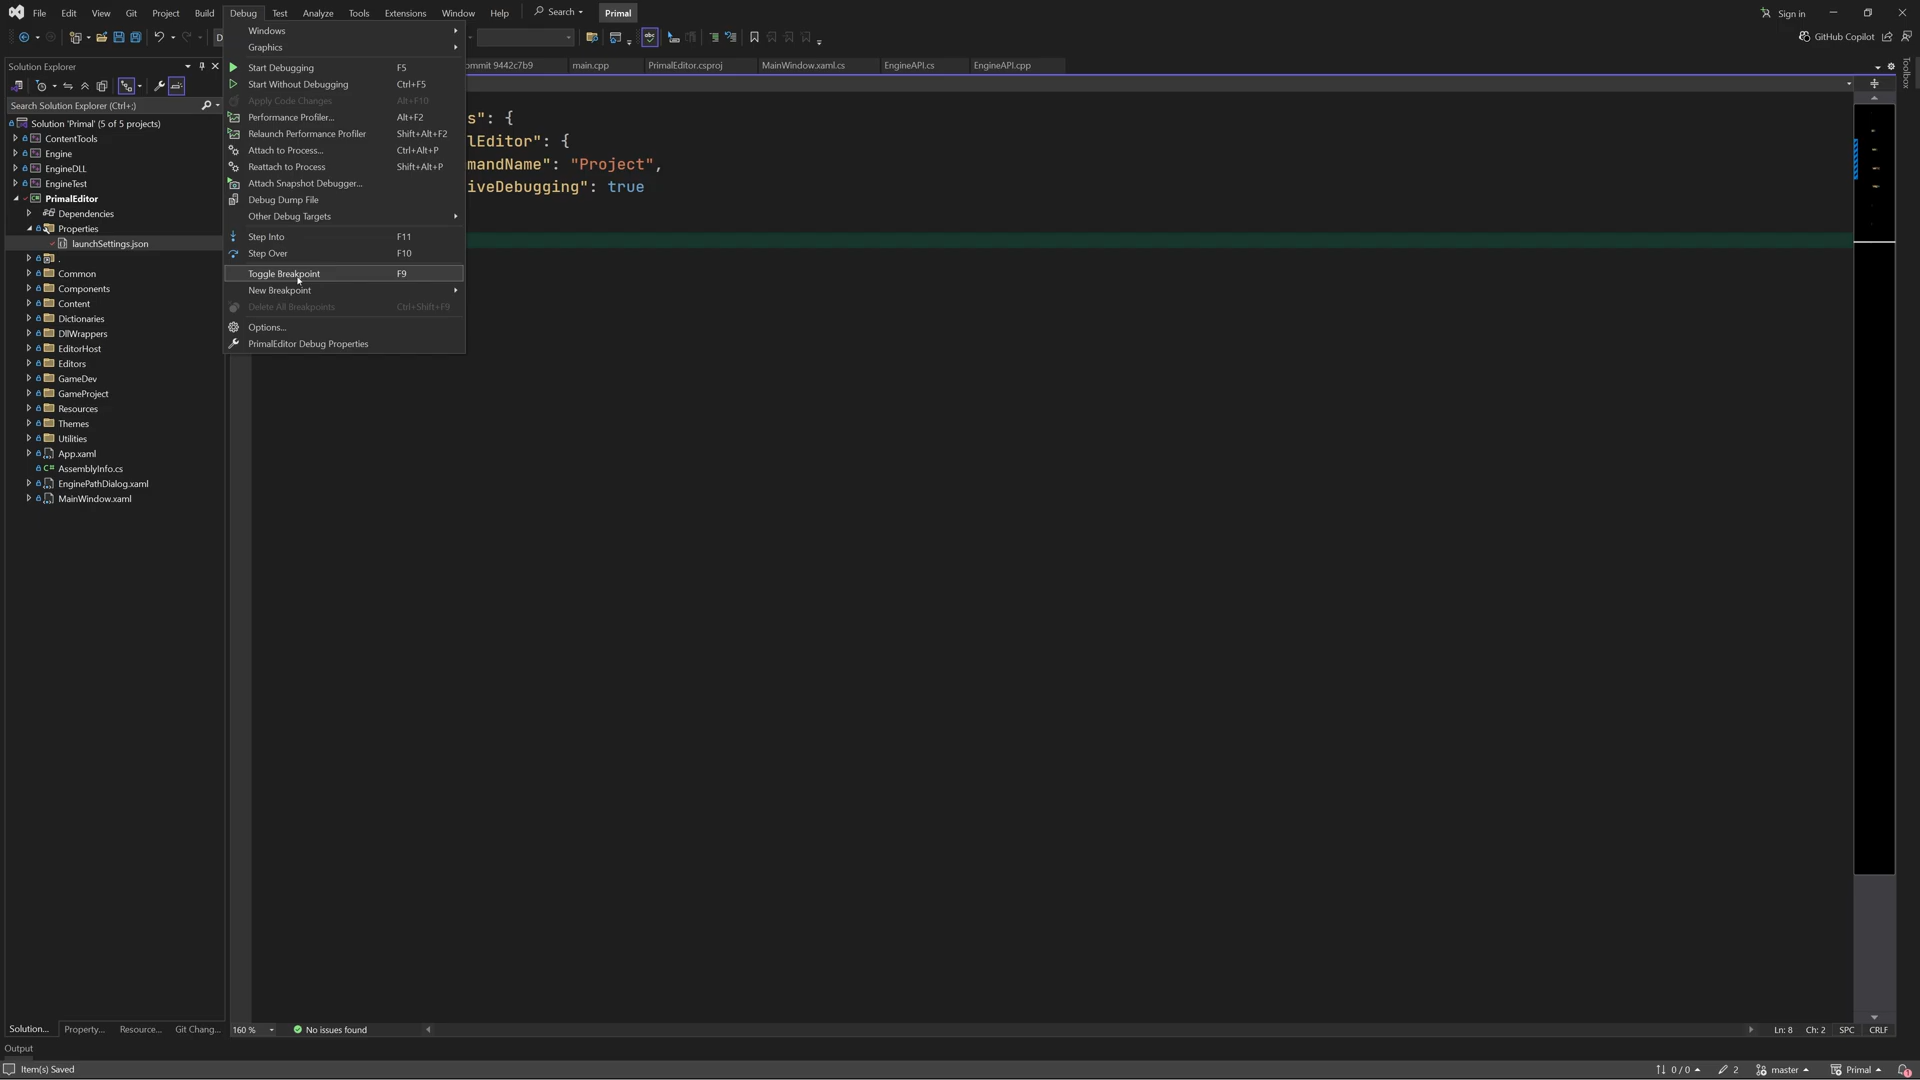 File Edit View Git Project Build Debug Test Analyze Tools Extensions Window Help Search Primal Sign in
GitHub Copilot
Solution Explorer
Search Solution Explorer (Ctrl+;)
Solution 'Primal' (5 of 5 projects)
ContentTools
Engine
EngineDLL
EngineTest
PrimalEditor
Dependencies
Properties
launchSettings.json
.
Common
Components
Content
Dictionaries
DllWrappers
EditorHost
Editors
GameDev
GameProject
Resources
Themes
Utilities
App.xaml
AssemblyInfo.cs
EnginePathDialog.xaml
MainWindow.xaml
Solution... Property... Resource... Git Chang...
Windows
Graphics
Start Debugging F5
Start Without Debugging Ctrl+F5
Apply Code Changes Alt+F10
Performance Profiler... Alt+F2
Relaunch Performance Profiler Shift+Alt+F2
Attach to Process... Ctrl+Alt+P
Reattach to Process Shift+Alt+P
Attach Snapshot Debugger...
Debug Dump File
Other Debug Targets
Step Into F11
Step Over F10
Toggle Breakpoint F9
New Breakpoint
Delete All Breakpoints Ctrl+Shift+F9
Options...
PrimalEditor Debug Properties
ommit 9442c7b9 main.cpp PrimalEditor.csproj MainWindow.xaml.cs EngineAPI.cs EngineAPI.cpp
s": {
lEditor": {
mandName": "Project",
iveDebugging": true
Toolbox
160 % No issues found Ln: 8 Ch: 2 SPC CRLF
Output
Item(s) Saved 0 / 0 2 master Primal 1